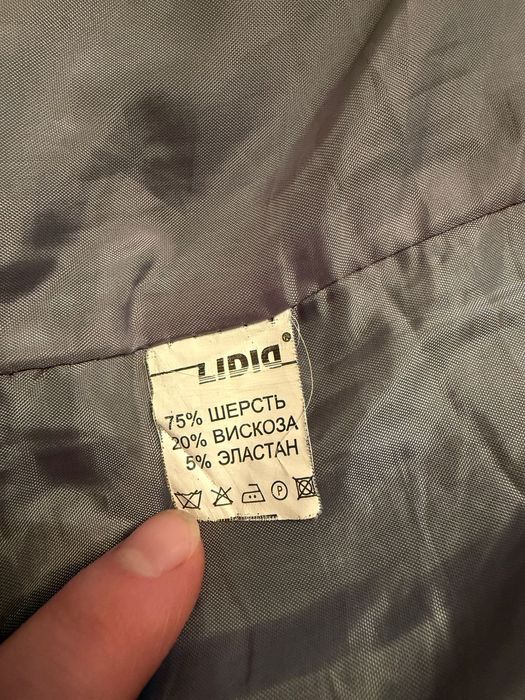 LIDIA®
75% ШЕРСТЬ
20% ВИСКОЗА
5% ЭЛАСТАН
P